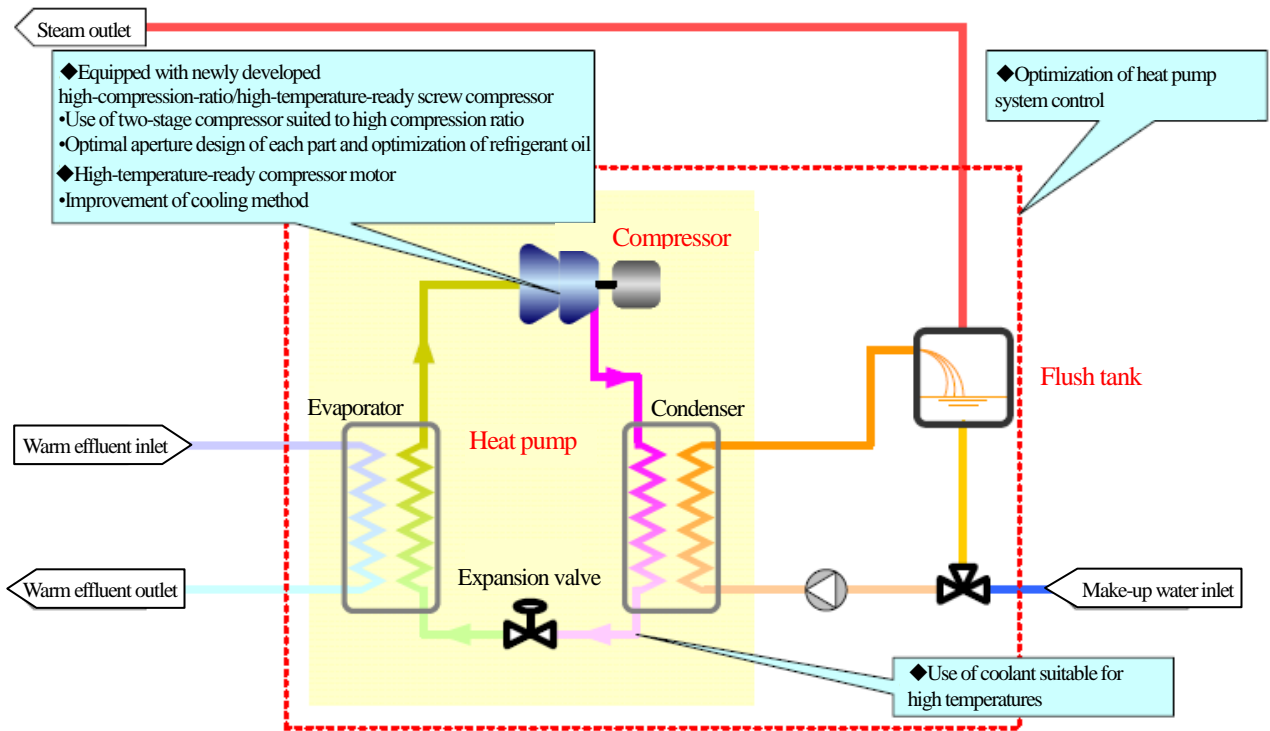 Steam outlet
◆Equipped with newly developed
high-compression-ratio/high-temperature-ready screw compressor
•Use of two-stage compressor suited to high compression ratio
•Optimal aperture design of each part and optimization of refrigerant oil
◆High-temperature-ready compressor motor
•Improvement of cooling method
◆Optimization of heat pump
system control
Compressor
Flush tank
Evaporator
Condenser
Heat pump
Warm effluent inlet
Expansion valve
Warm effluent outlet
Make-up water inlet
◆Use of coolant suitable for
high temperatures